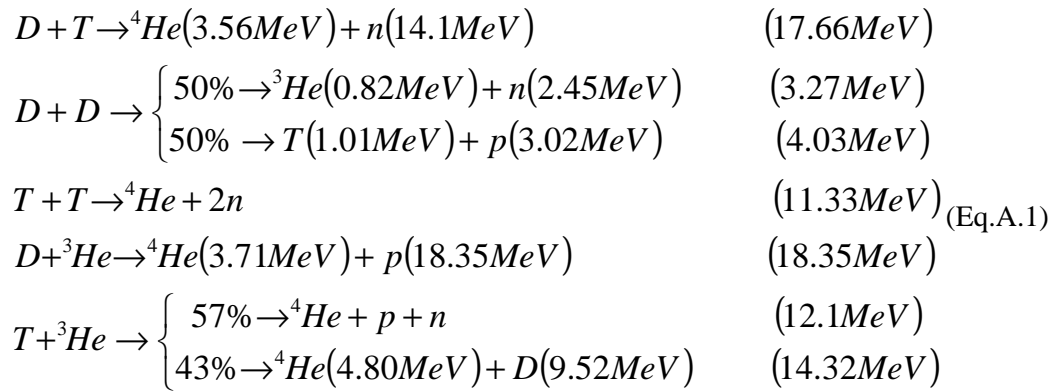 D + T → ⁴He(3.56MeV) + n(14.1MeV) (17.66MeV)
D + D → { 50% → ³He(0.82MeV) + n(2.45MeV) (3.27MeV)
50% → T(1.01MeV) + p(3.02MeV) (4.03MeV)
T + T → ⁴He + 2n (11.33MeV) (Eq.A.1)
D + ³He → ⁴He(3.71MeV) + p(18.35MeV) (18.35MeV)
T + ³He → { 57% → ⁴He + p + n (12.1MeV)
43% → ⁴He(4.80MeV) + D(9.52MeV) (14.32MeV)